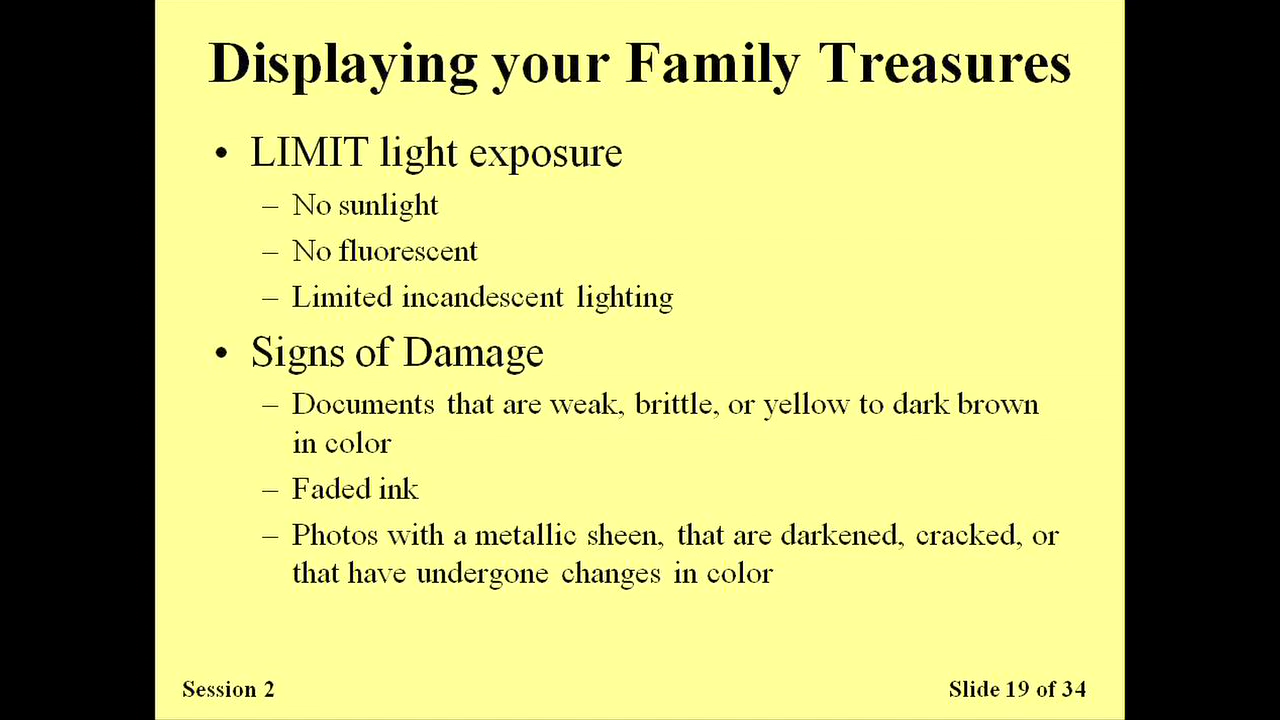 Displaying your Family Treasures
• LIMIT light exposure
– No sunlight
– No fluorescent
– Limited incandescent lighting
• Signs of Damage
– Documents that are weak, brittle, or yellow to dark brown
in color
– Faded ink
– Photos with a metallic sheen, that are darkened, cracked, or
that have undergone changes in color
Session 2
Slide 19 of 34